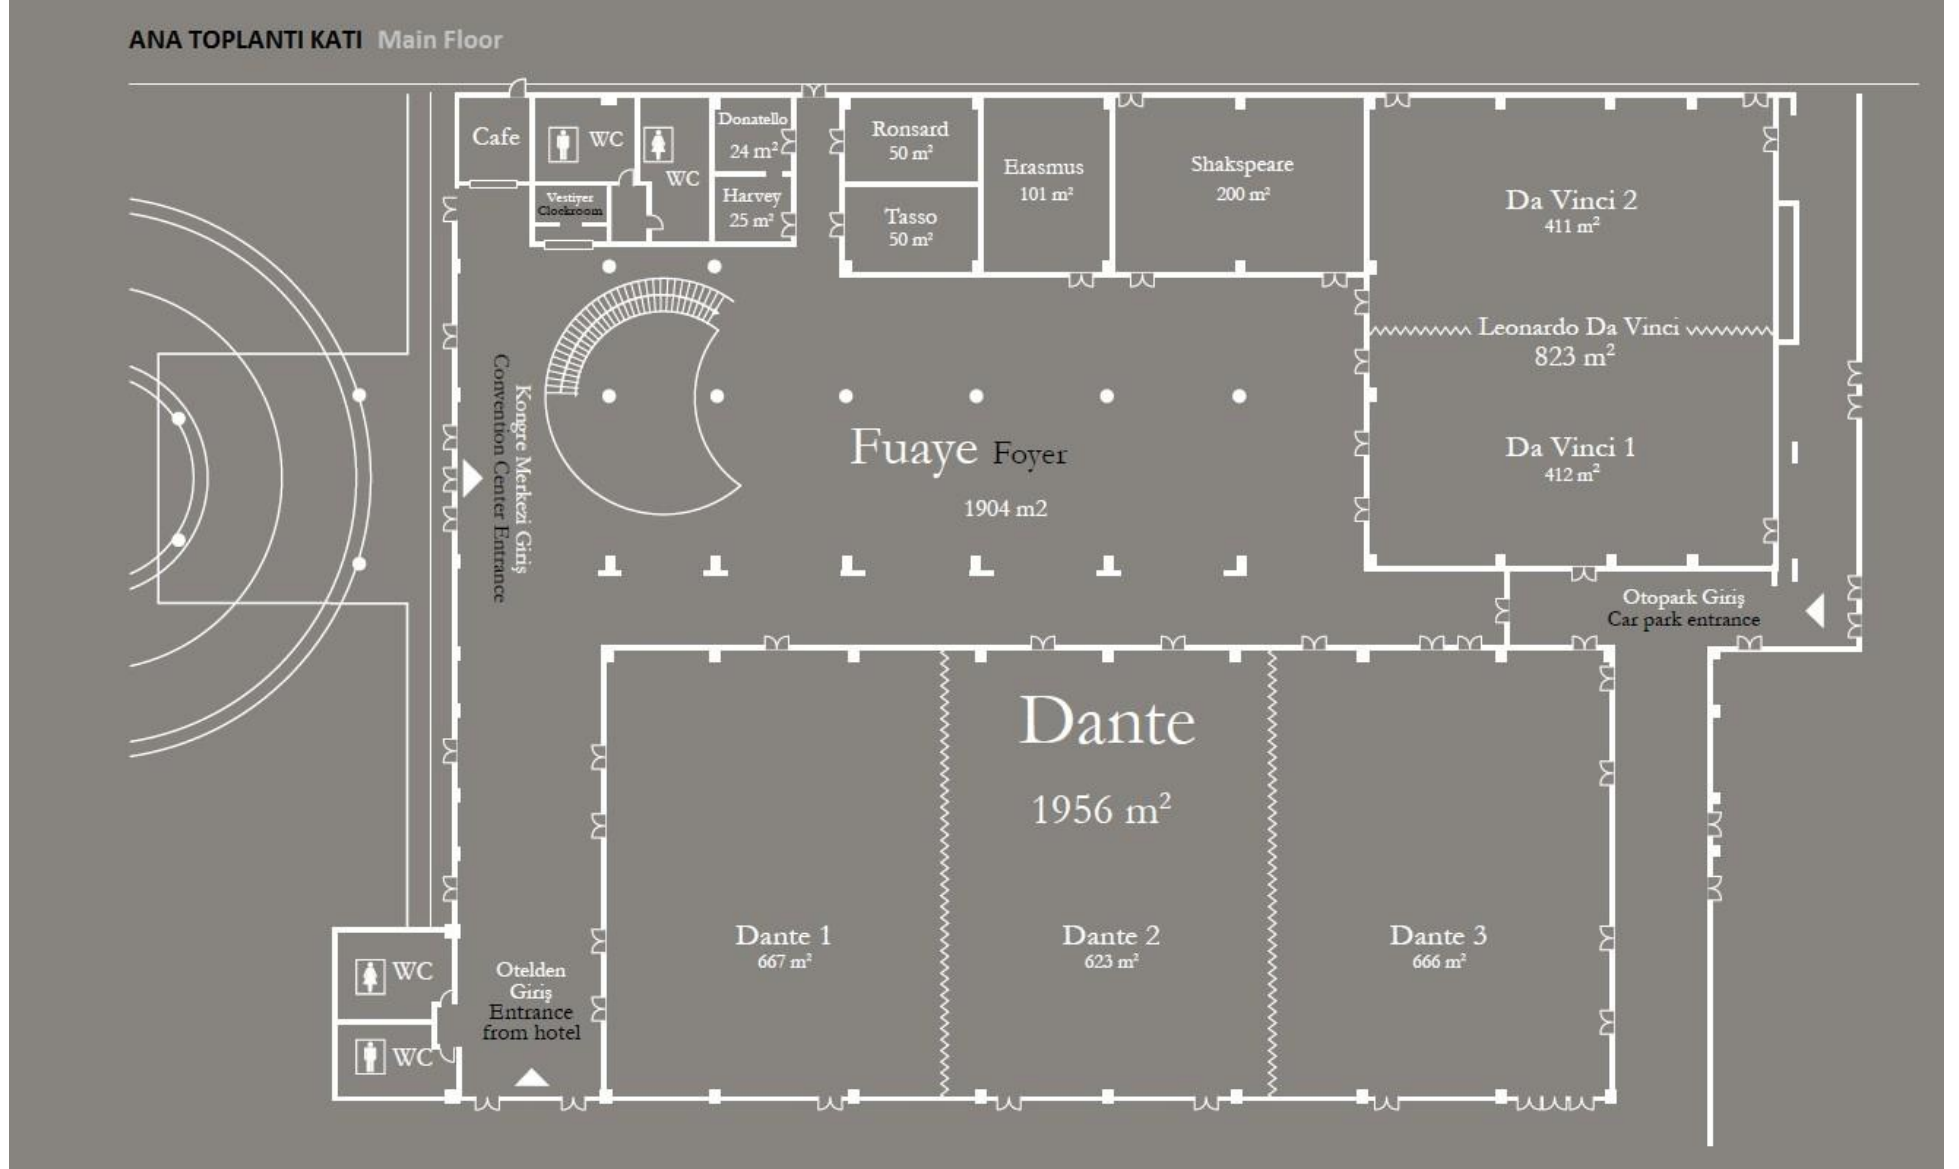 ANA TOPLANTI KATI Main Floor
Cafe
WC
WC
Donatello
24 m²
Harvey
25 m²
Vestiyer
Clockroom
Ronsard
50 m²
Tasso
50 m²
Erasmus
101 m²
Shakspeare
200 m²
Da Vinci 2
411 m²
Leonardo Da Vinci
823 m²
Da Vinci 1
412 m²
Kongre Merkezi Giriş
Convention Center Entrance
Fuaye Foyer
1904 m2
Otopark Giriş
Car park entrance
Dante
1956 m²
Dante 1
667 m²
Dante 2
623 m²
Dante 3
666 m²
WC
WC
Otelden
Giriş
Entrance
from hotel